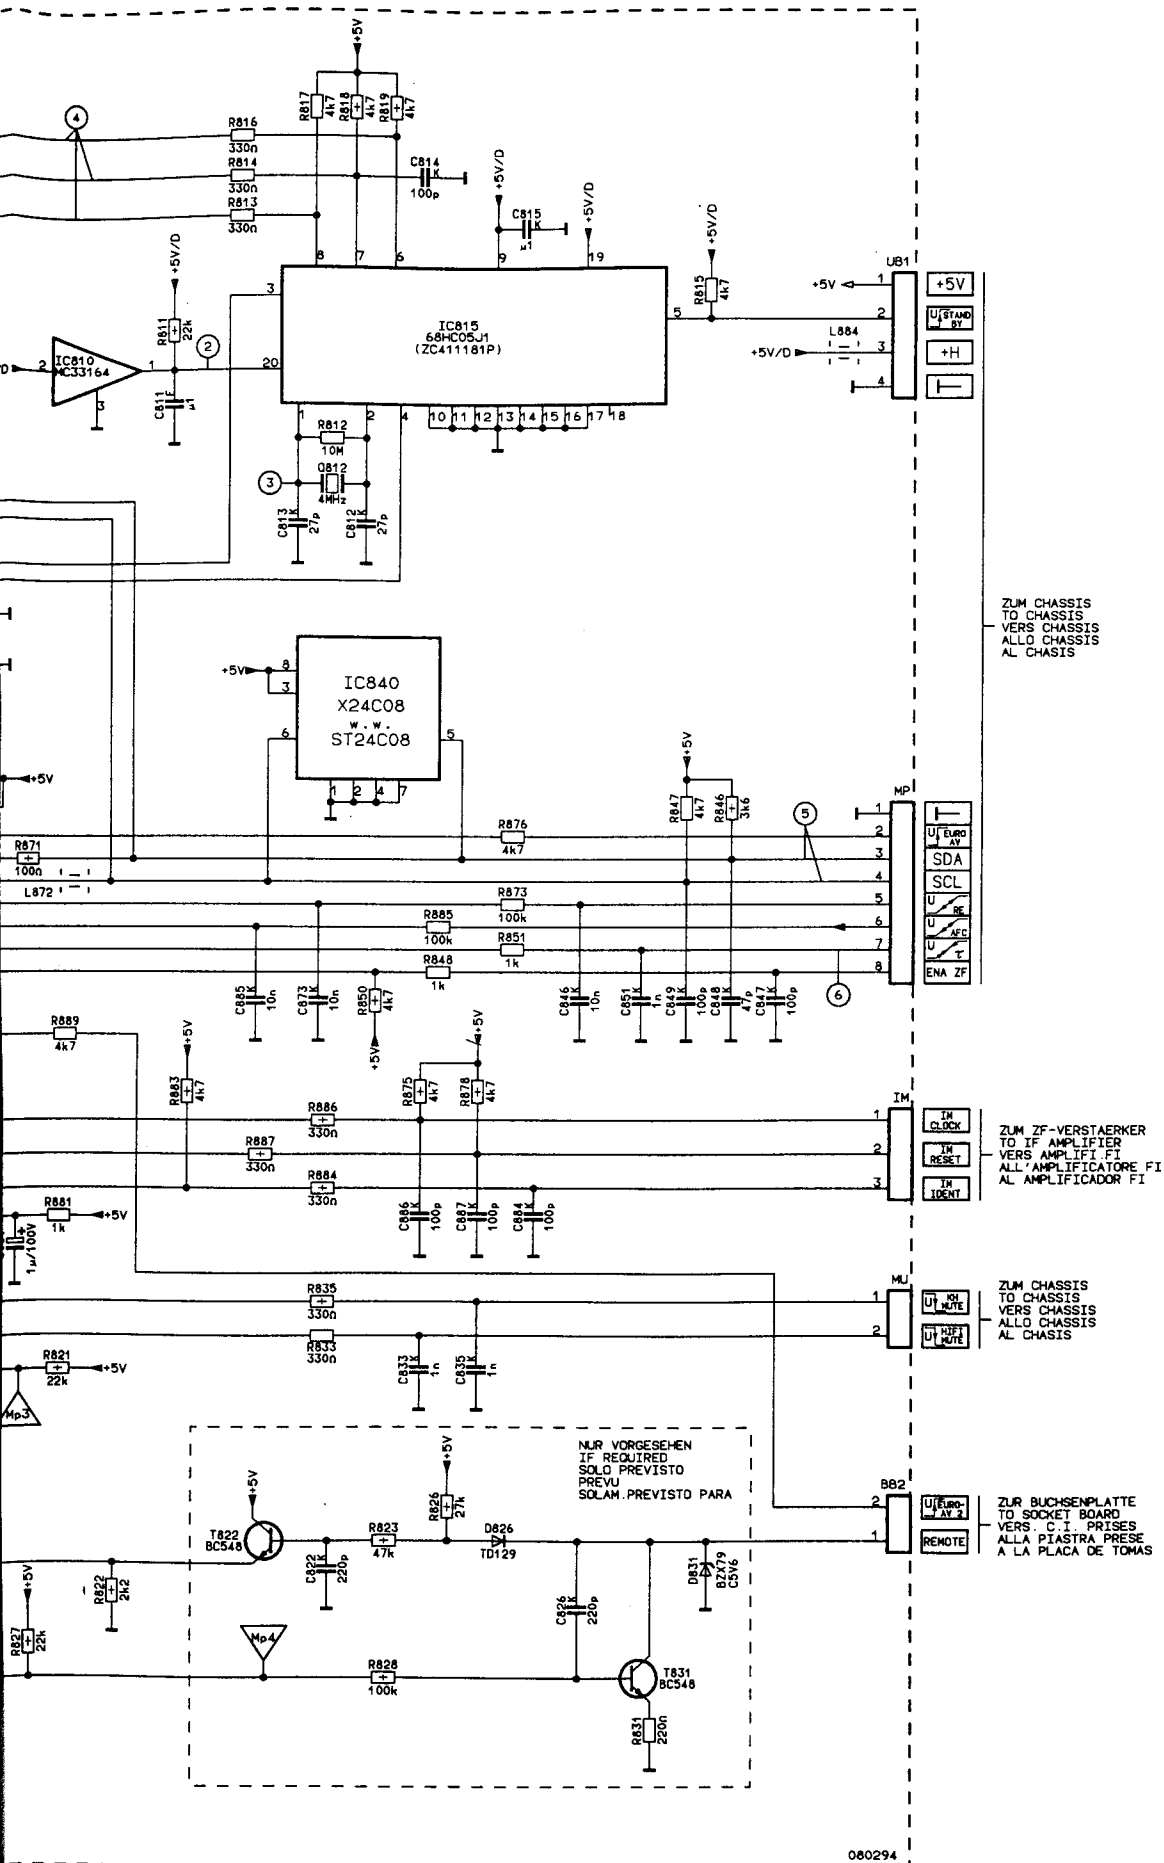 +5V
4
R817
4k7
R818
4k7
R819
4k7
R816
330n
R814
330n
R813
330n
C814
K
100p
+5V/D
C815
K
µ1
+5V/D
+5V/D
8
7
6
9
19
+5V/D
R811
22k
2
3
20
IC815
68HC05J1
(ZC411181P)
5
R815
4k7
UB1
+5V
1
+5V
2
U STAND
BY
L884
+5V/D
3
+H
4
D
2
IC810
MC33164
1
3
C811
F
µ1
1
2
4
10
11
12
13
14
15
16
17
18
R812
10M
3
Q812
4MHz
C813
K
27p
C812
K
27p
ZUM CHASSIS
TO CHASSIS
VERS CHASSIS
ALLO CHASSIS
AL CHASIS
+5V
8
3
6
IC840
X24C08
w.w.
ST24C08
5
1
2
4
7
+5V
+5V
R847
4k7
R846
3k6
5
MP
1
R876
4k7
2
U EURO
AV
R871
100n
3
SDA
L872
4
SCL
R873
100k
5
U
RE
R885
100k
6
U
AFC
R851
1k
7
U
τ
R848
1k
8
ENA ZF
6
C885
K
10n
C873
K
10n
R850
4k7
+5V
C846
K
10n
C851
K
1n
C849
K
100p
C848
K
47p
C847
K
100p
R889
4k7
+5V
R883
4k7
+5V
R875
4k7
R878
4k7
IM
R886
330n
1
IM
CLOCK
R887
330n
2
IM
RESET
R884
330n
3
IM
IDENT
ZUM ZF-VERSTAERKER
TO IF AMPLIFIER
VERS AMPLIFI.FI
ALL'AMPLIFICATORE FI
AL AMPLIFICADOR FI
R881
1k
+5V
+
1µ/100V
C886
K
100p
C887
K
100p
C884
K
100p
MU
R835
330n
1
U KH
MUTE
R833
330n
2
U HIFI
MUTE
ZUM CHASSIS
TO CHASSIS
VERS CHASSIS
ALLO CHASSIS
AL CHASIS
C833
K
1n
C835
K
1n
R821
22k
+5V
Mp3
NUR VORGESEHEN
IF REQUIRED
SOLO PREVISTO
PREVU
SOLAM.PREVISTO PARA
+5V
T822
BC548
+5V
R826
27k
R823
47k
D826
TD129
C822
K
220p
D831
BZX79
C5V6
BB2
2
U EURO-
AV 2
1
REMOTE
ZUR BUCHSENPLATTE
TO SOCKET BOARD
VERS. C.I. PRISES
ALLA PIASTRA PRESE
A LA PLACA DE TOMAS
+5V
R822
2k2
R827
22k
Mp4
C826
K
220p
R828
100k
T831
BC548
R831
220n
080294